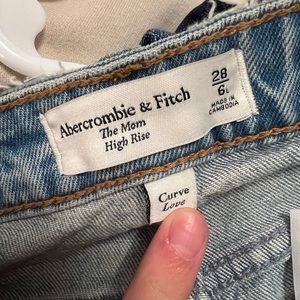 Abercrombie & Fitch
The Mom
High Rise
28
6L
MADE IN
CAMBODIA
Curve
Love